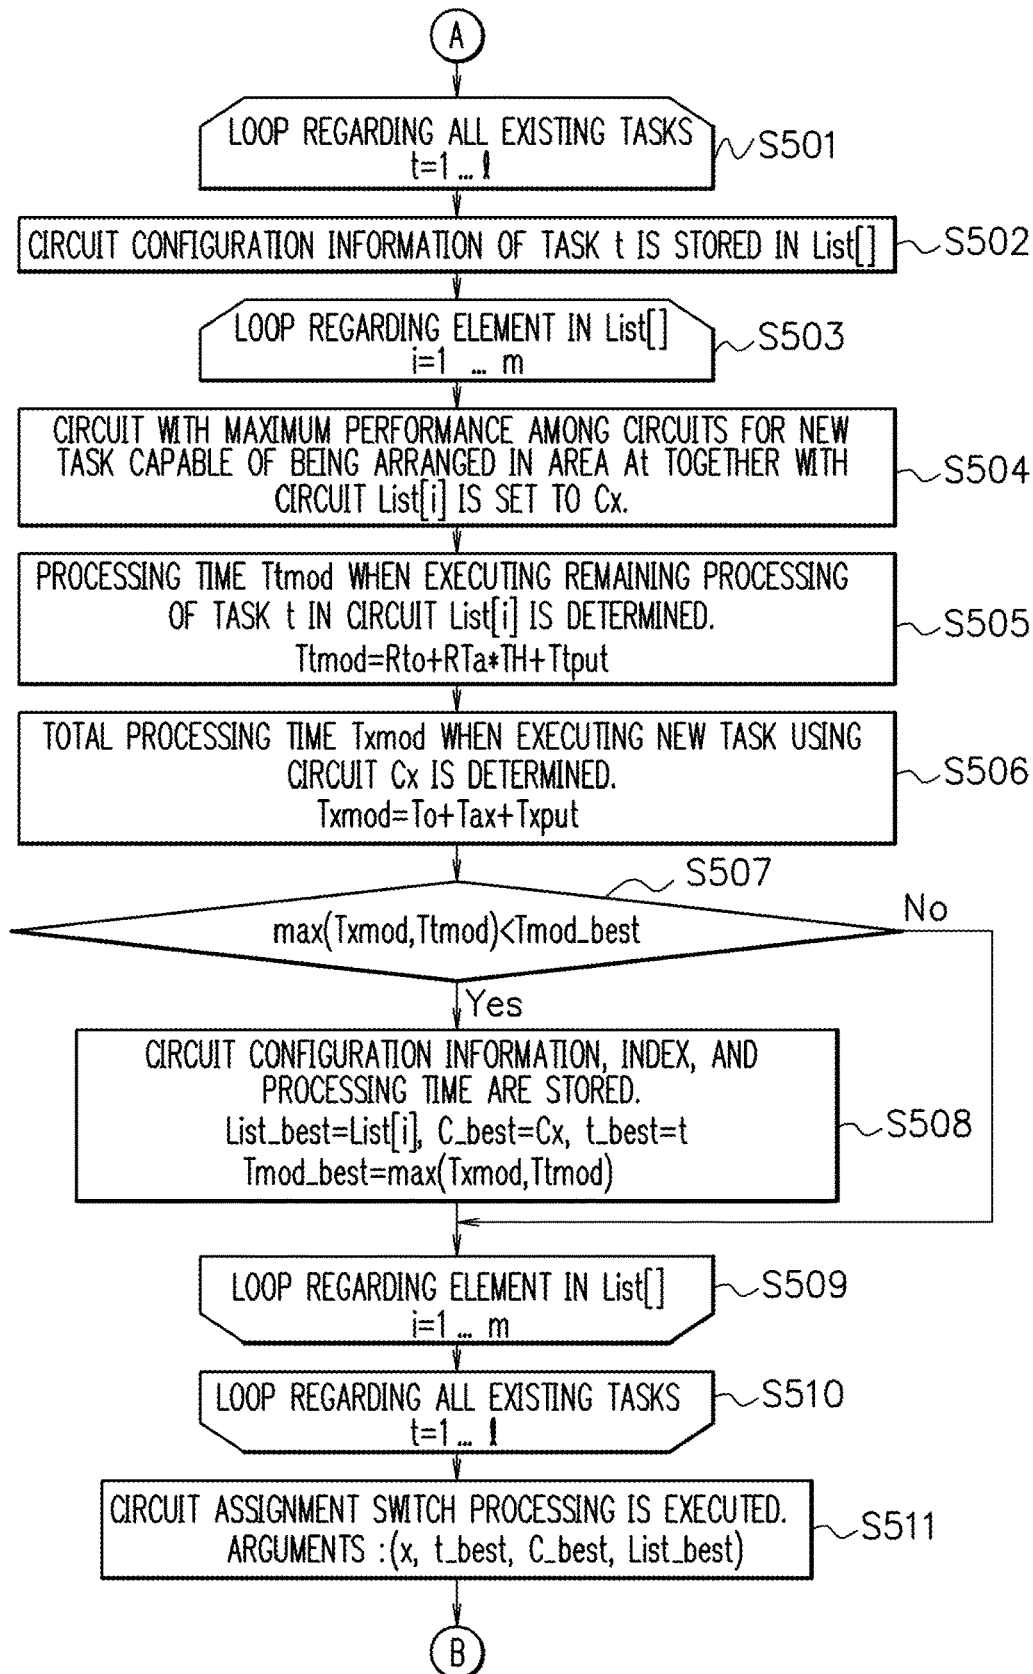 A
LOOP REGARDING ALL EXISTING TASKS
t=1 ... l
S501
CIRCUIT CONFIGURATION INFORMATION OF TASK t IS STORED IN List[]
S502
LOOP REGARDING ELEMENT IN List[]
i=1 ... m
S503
CIRCUIT WITH MAXIMUM PERFORMANCE AMONG CIRCUITS FOR NEW
TASK CAPABLE OF BEING ARRANGED IN AREA At TOGETHER WITH
CIRCUIT List[i] IS SET TO Cx.
S504
PROCESSING TIME Ttmod WHEN EXECUTING REMAINING PROCESSING
OF TASK t IN CIRCUIT List[i] IS DETERMINED.
Ttmod=Rto+RTa*TH+Ttput
S505
TOTAL PROCESSING TIME Txmod WHEN EXECUTING NEW TASK USING
CIRCUIT Cx IS DETERMINED.
Txmod=To+Tax+Txput
S506
S507
max(Txmod,Ttmod)<Tmod_best
No
Yes
CIRCUIT CONFIGURATION INFORMATION, INDEX, AND
PROCESSING TIME ARE STORED.
List_best=List[i], C_best=Cx, t_best=t
Tmod_best=max(Txmod,Ttmod)
S508
LOOP REGARDING ELEMENT IN List[]
i=1 ... m
S509
LOOP REGARDING ALL EXISTING TASKS
t=1 ... l
S510
CIRCUIT ASSIGNMENT SWITCH PROCESSING IS EXECUTED.
ARGUMENTS :(x, t_best, C_best, List_best)
S511
B